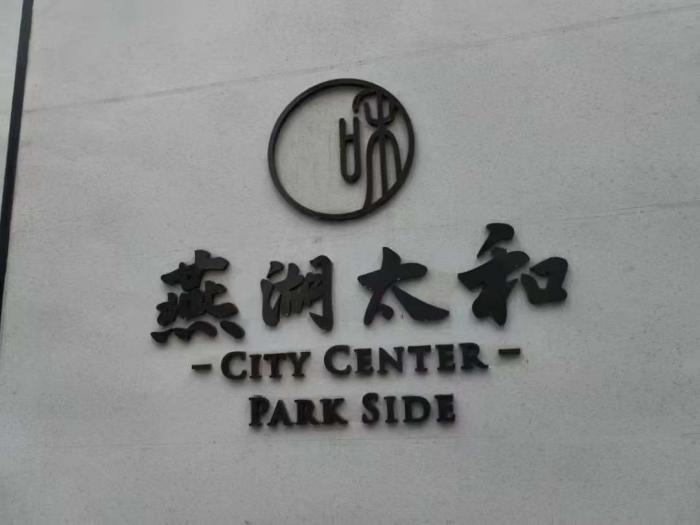 燕湖太和
- CITY CENTER -
PARK SIDE